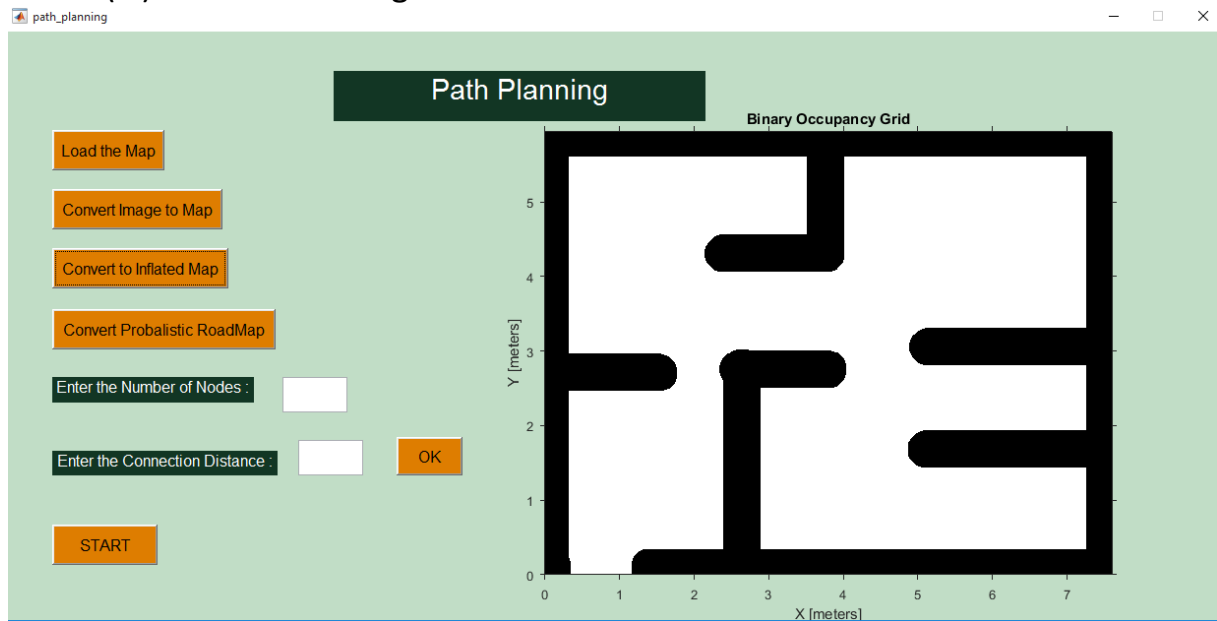 path_planning
Path Planning
Load the Map
Convert Image to Map
Convert to Inflated Map
Convert Probalistic RoadMap
Enter the Number of Nodes :
Enter the Connection Distance :
OK
START
Binary Occupancy Grid
Y [meters]
5
4
3
2
1
0
0 1 2 3 4 5 6 7
X [meters]